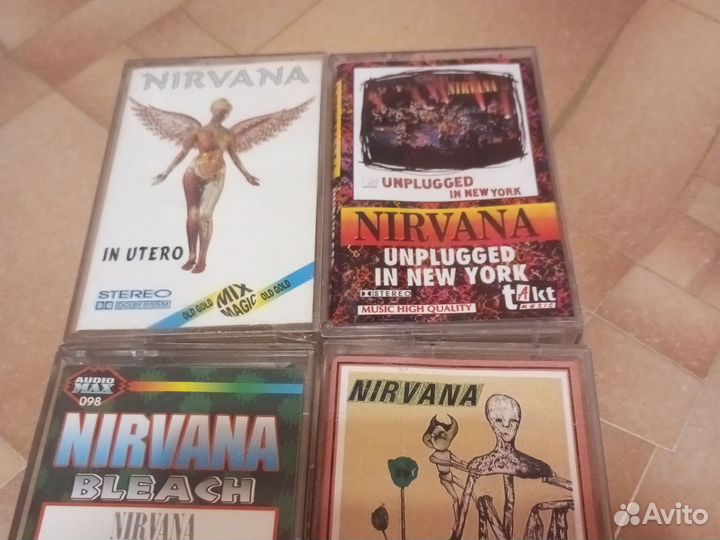 NIRVANA
IN UTERO
STEREO
DOLBY SYSTEM
OLD GOLD MIX MAGIC OLD GOLD
NIRVANA
UNPLUGGED
IN NEW YORK
NIRVANA
UNPLUGGED
IN NEW YORK
STEREO
MUSIC HIGH QUALITY
tAkt
MUSIC
AUDIO
MAX
098
NIRVANA
BLEACH
NIRVANA
NIRVANA
Avito